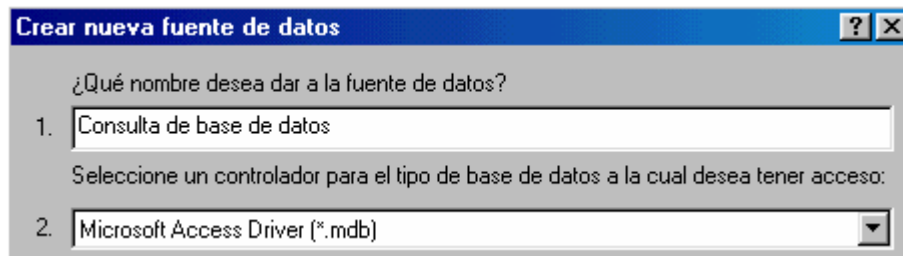 Crear nueva fuente de datos
¿Qué nombre desea dar a la fuente de datos?
1. Consulta de base de datos
Seleccione un controlador para el tipo de base de datos a la cual desea tener acceso:
2. Microsoft Access Driver (*.mdb)